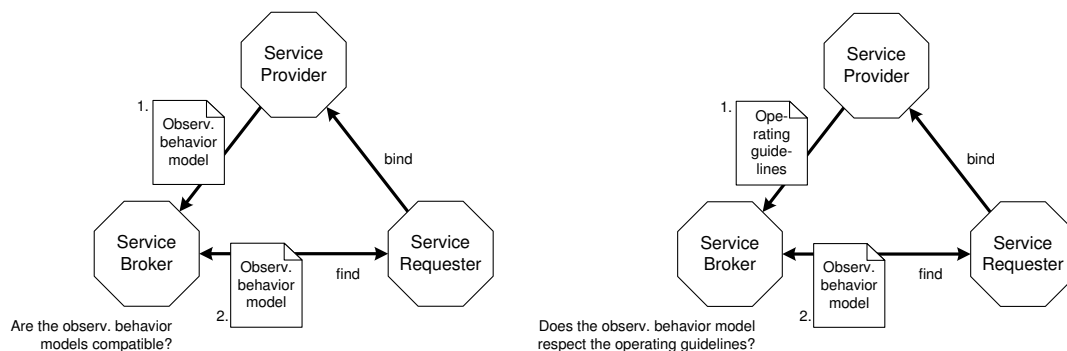 Service
Provider
1.
Observ.
behavior
model
bind
Service
Broker
Service
Requester
Observ.
behavior
model
find
2.
Are the observ. behavior
models compatible?
Service
Provider
1.
Ope-
rating
guide-
lines
bind
Service
Broker
Service
Requester
Observ.
behavior
model
find
2.
Does the observ. behavior model
respect the operating guidelines?